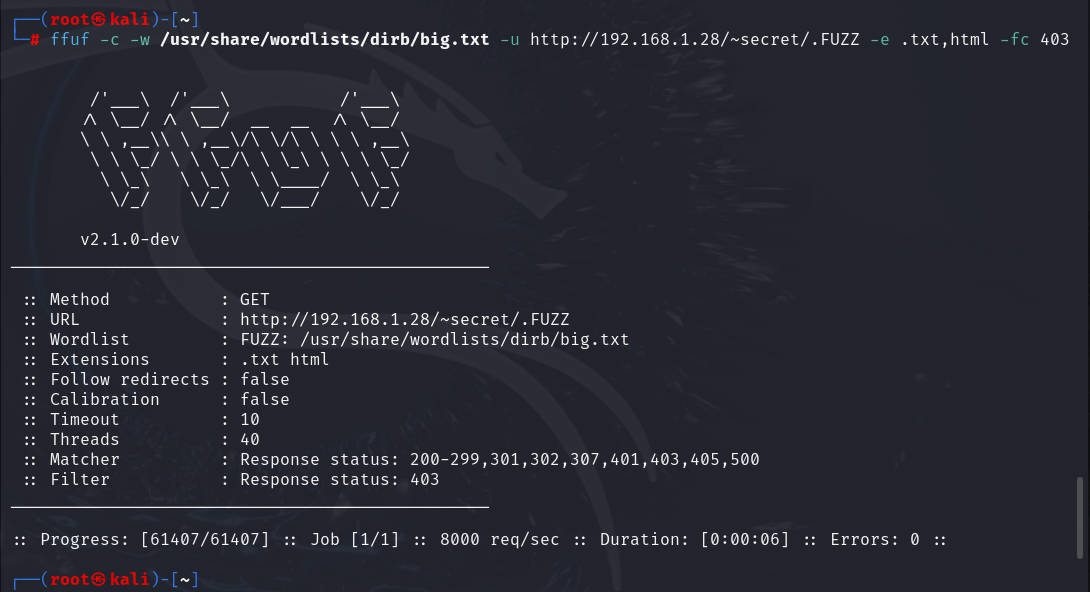 ┌──(root㉿kali)-[~]
└─# ffuf -c -w /usr/share/wordlists/dirb/big.txt -u http://192.168.1.28/~secret/.FUZZ -e .txt,html -fc 403
        /'___\  /'___\           /'___\
       /\ \__/ /\ \__/  __  __  /\ \__/
       \ \ ,__\\ \ ,__\/\ \/\ \ \ \ ,__\
        \ \ \_/ \ \ \_/\ \ \_\ \ \ \ \_/
         \ \_\   \ \_\  \ \____/  \ \_\
          \/_/    \/_/   \/___/    \/_/
       v2.1.0-dev
________________________________________________
 :: Method           : GET
 :: URL              : http://192.168.1.28/~secret/.FUZZ
 :: Wordlist         : FUZZ: /usr/share/wordlists/dirb/big.txt
 :: Extensions       : .txt html
 :: Follow redirects : false
 :: Calibration      : false
 :: Timeout          : 10
 :: Threads          : 40
 :: Matcher          : Response status: 200-299,301,302,307,401,403,405,500
 :: Filter           : Response status: 403
________________________________________________
:: Progress: [61407/61407] :: Job [1/1] :: 8000 req/sec :: Duration: [0:00:06] :: Errors: 0 ::
┌──(root㉿kali)-[~]